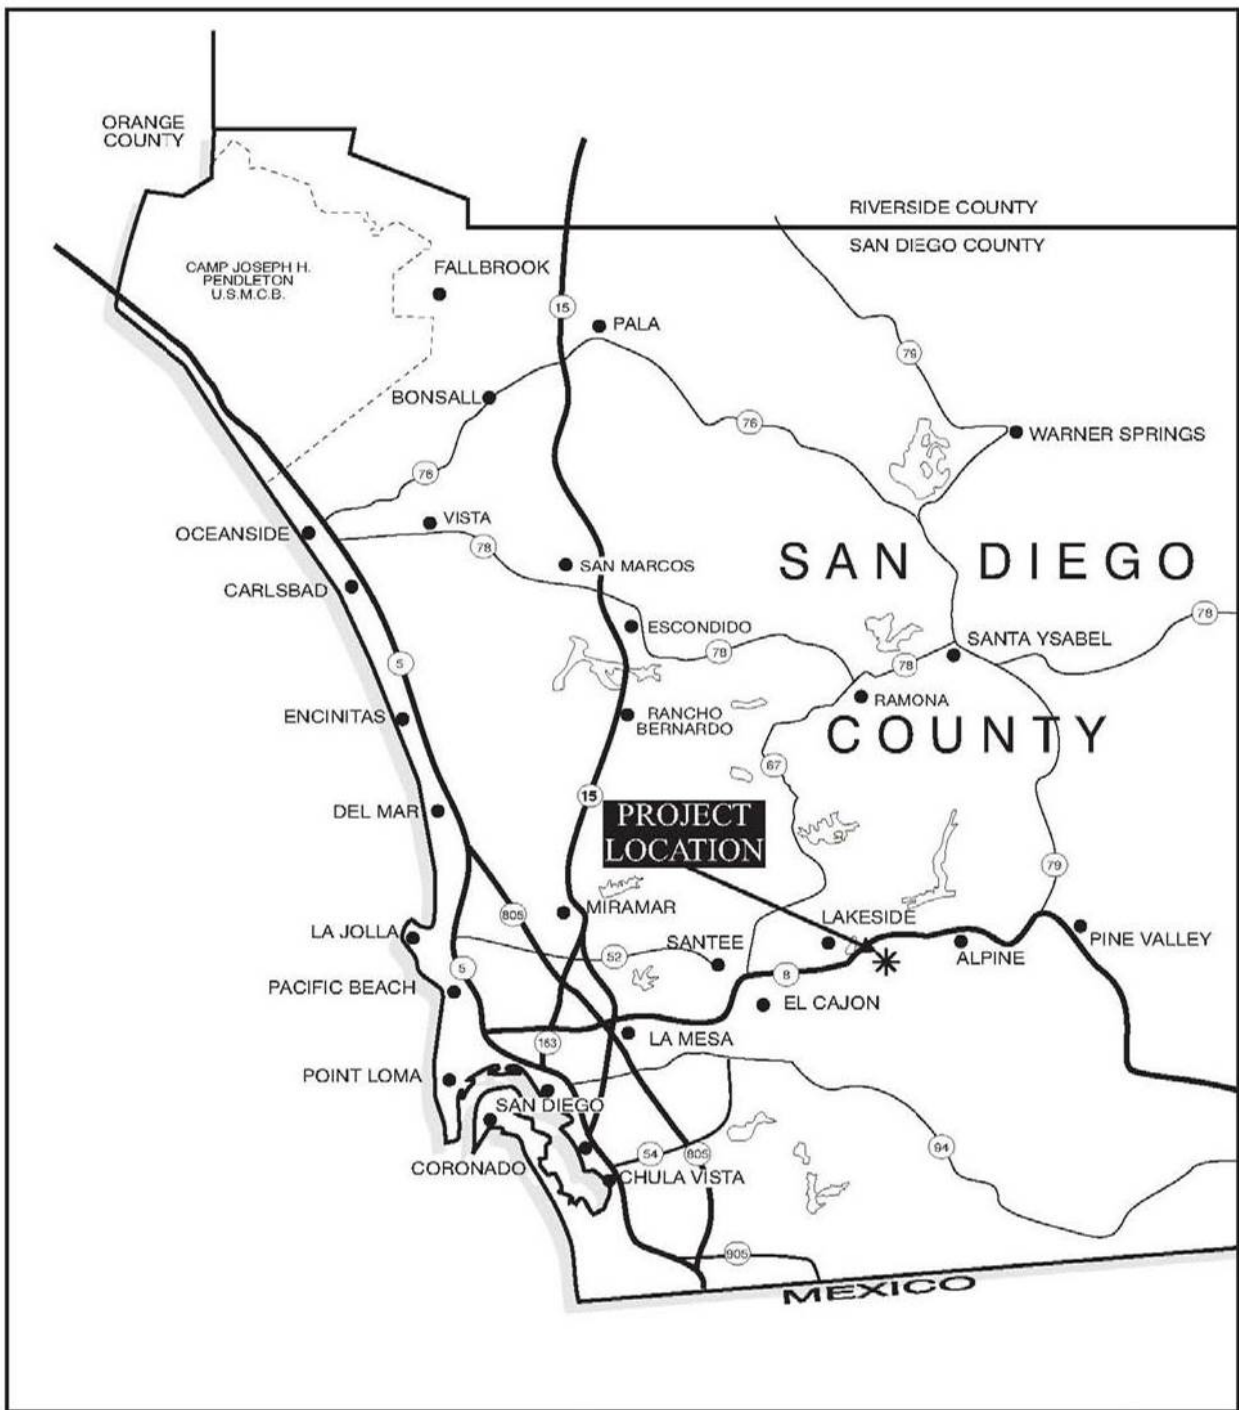 ORANGE
COUNTY
RIVERSIDE COUNTY
SAN DIEGO COUNTY
CAMP JOSEPH H.
PENDLETON
U.S.M.C.B.
FALLBROOK
15
PALA
79
BONSALL
76
WARNER SPRINGS
76
OCEANSIDE
VISTA
78
SAN MARCOS
SAN DIEGO
CARLSBAD
78
ESCONDIDO
78
SANTA YSABEL
5
78
ENCINITAS
RANCHO
BERNARDO
RAMONA
COUNTY
67
15
DEL MAR
PROJECT
LOCATION
79
805
MIRAMAR
LAKESIDE
LA JOLLA
SANTEE
PINE VALLEY
52
ALPINE
5
8
PACIFIC BEACH
EL CAJON
163
LA MESA
POINT LOMA
SAN DIEGO
94
CORONADO
54
805
CHULA VISTA
905
MEXICO